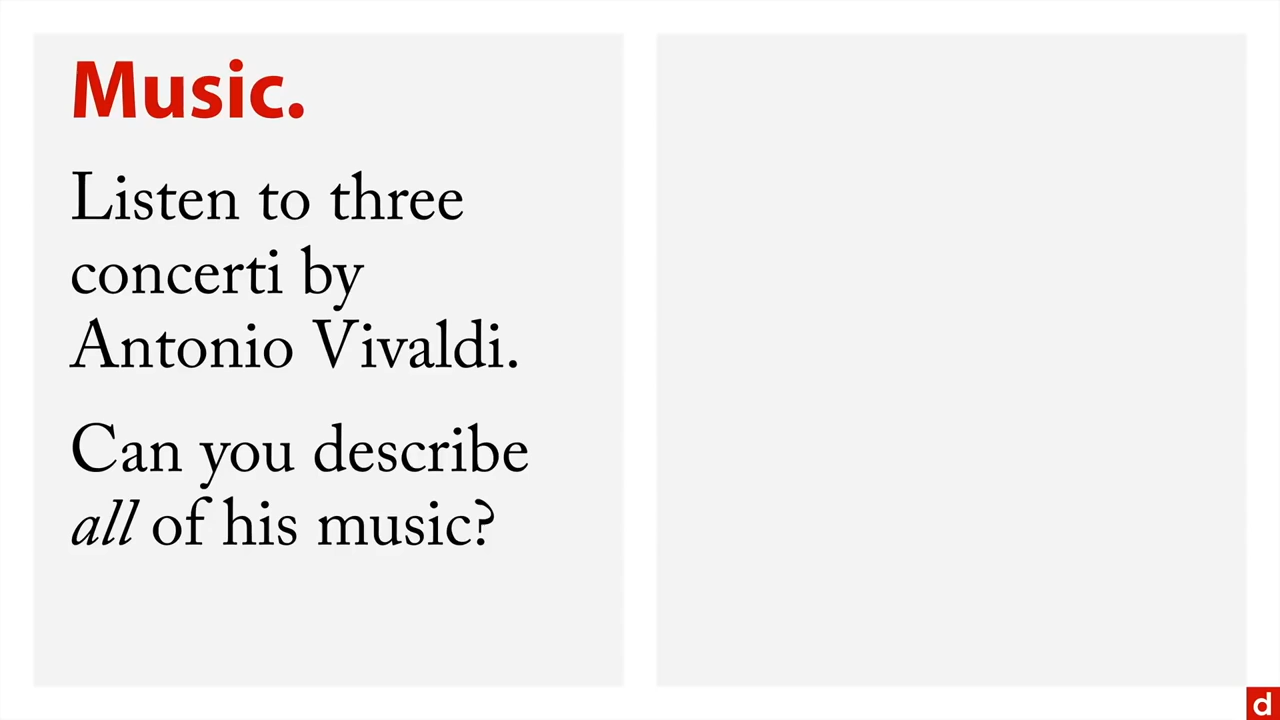 Music.
Listen to three
concerti by
Antonio Vivaldi.
Can you describe
all of his music?
d